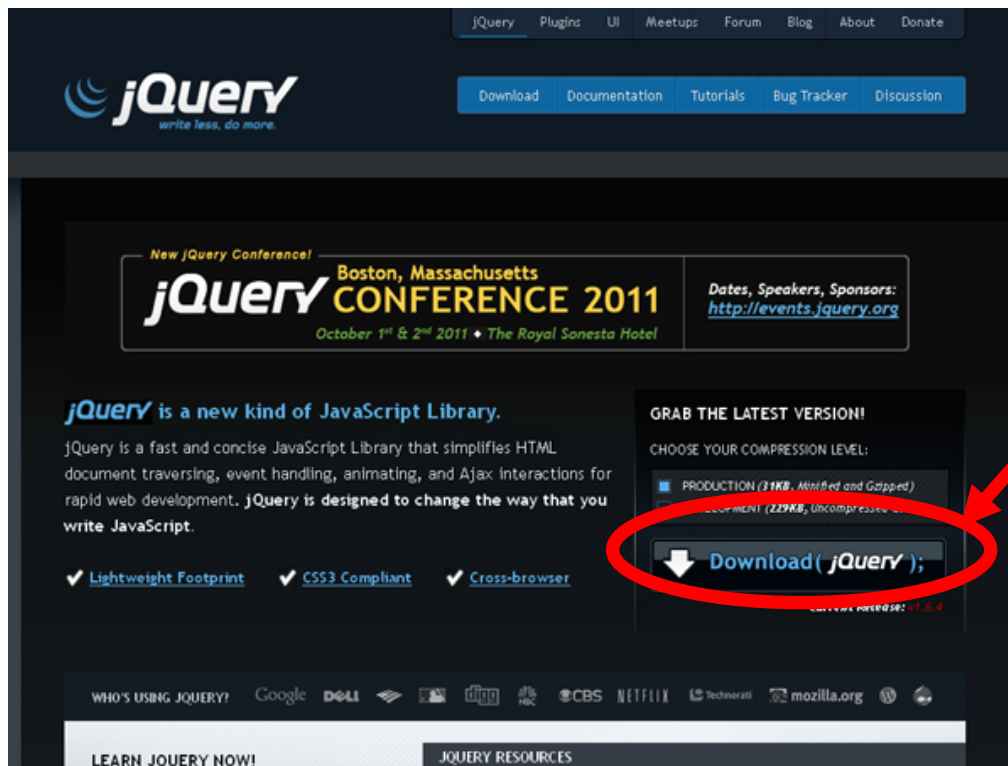 jQuery Plugins UI Meetups Forum Blog About Donate
jQuery
write less, do more.
Download Documentation Tutorials Bug Tracker Discussion
New jQuery Conference!
jQuery Boston, Massachusetts
CONFERENCE 2011
October 1st & 2nd 2011 ✦ The Royal Sonesta Hotel
Dates, Speakers, Sponsors:
http://events.jquery.org
jQuery is a new kind of JavaScript Library.
jQuery is a fast and concise JavaScript Library that simplifies HTML
document traversing, event handling, animating, and Ajax interactions for
rapid web development. jQuery is designed to change the way that you
write JavaScript.
Lightweight Footprint CSS3 Compliant Cross-browser
GRAB THE LATEST VERSION!
CHOOSE YOUR COMPRESSION LEVEL:
PRODUCTION (31KB, Minified and Gzipped)
(229KB,
Download( jQuery );
Release: v1.6.4
WHO'S USING JQUERY? Google DELL digg NBC CBS NETFLIX Technorati mozilla.org
LEARN JQUERY NOW!
JQUERY RESOURCES